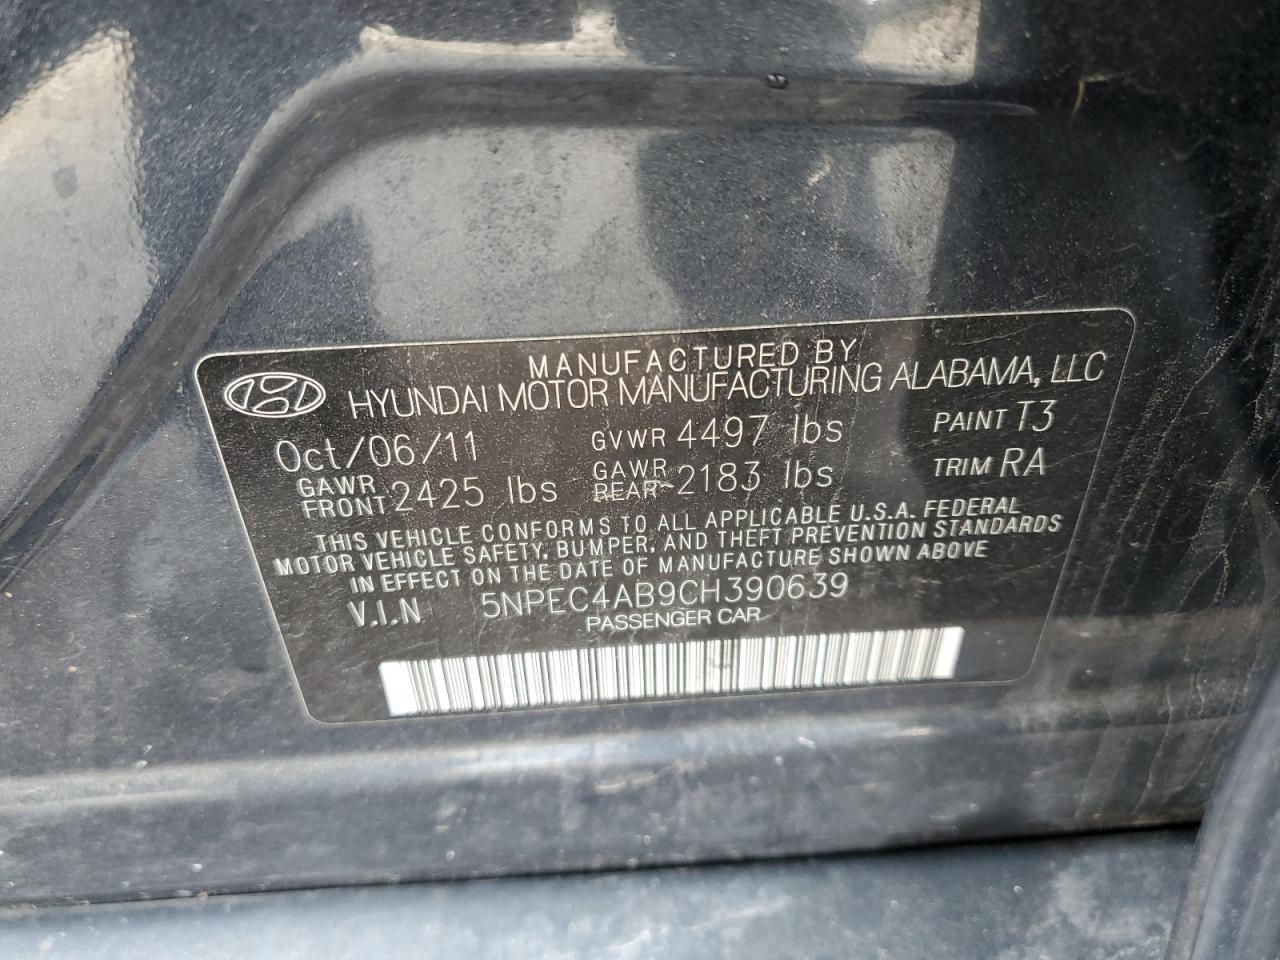 MANUFACTURED BY
HYUNDAI MOTOR MANUFACTURING ALABAMA, LLC
Oct/06/11 GVWR 4497 lbs PAINT T3
GAWR FRONT 2425 lbs GAWR REAR 2183 lbs TRIM RA
THIS VEHICLE CONFORMS TO ALL APPLICABLE U.S.A. FEDERAL
MOTOR VEHICLE SAFETY, BUMPER, AND THEFT PREVENTION STANDARDS
IN EFFECT ON THE DATE OF MANUFACTURE SHOWN ABOVE
V.I.N 5NPEC4AB9CH390639
PASSENGER CAR